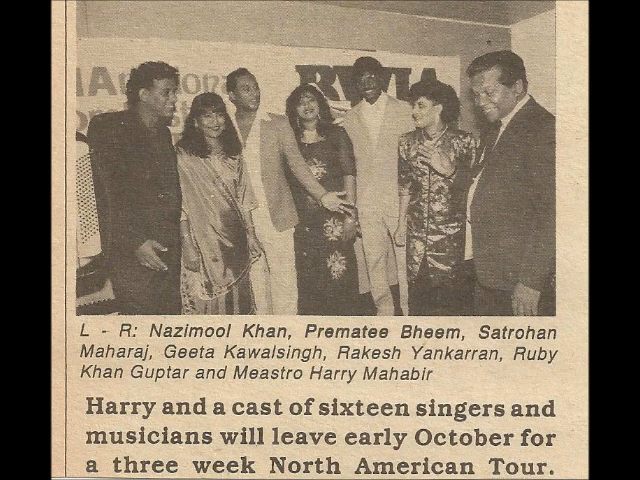 BWIA
L - R: Nazimool Khan, Prematee Bheem, Satrohan
Maharaj, Geeta Kawalsingh, Rakesh Yankarran, Ruby
Khan Guptar and Meastro Harry Mahabir
Harry and a cast of sixteen singers and
musicians will leave early October for
a three week North American Tour.